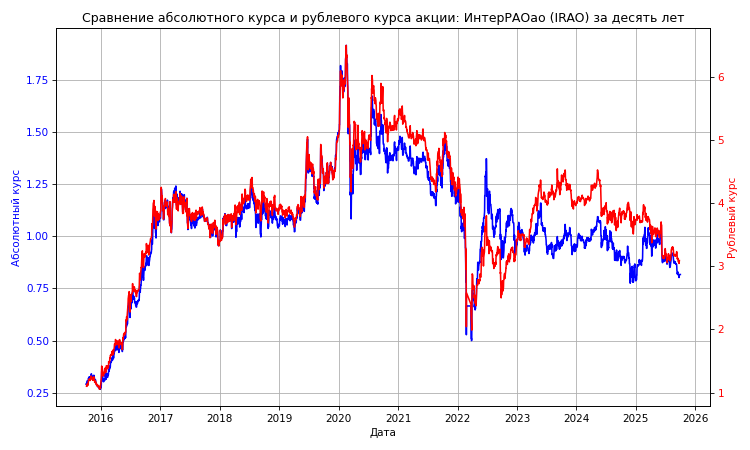 Сравнение абсолютного курса и рублевого курса акции: ИнтерРАОао (IRAO) за десять лет
Абсолютный курс
1.75
1.50
1.25
1.00
0.75
0.50
0.25
6
5
4
3
2
1
Рублевый курс
2016 2017 2018 2019 2020 2021 2022 2023 2024 2025 2026
Дата